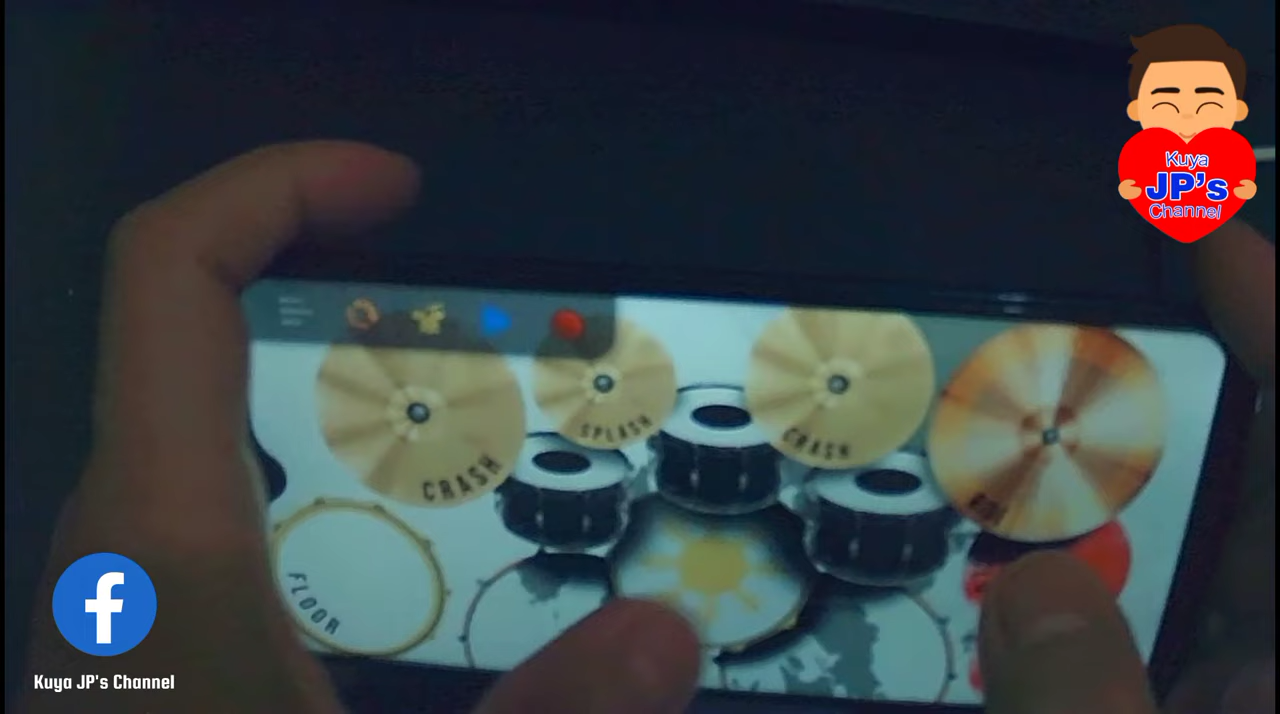 Kuya
JP's
Channel
SPLASH
CRASH
CRASH
FLOOR
Kuya JP's Channel